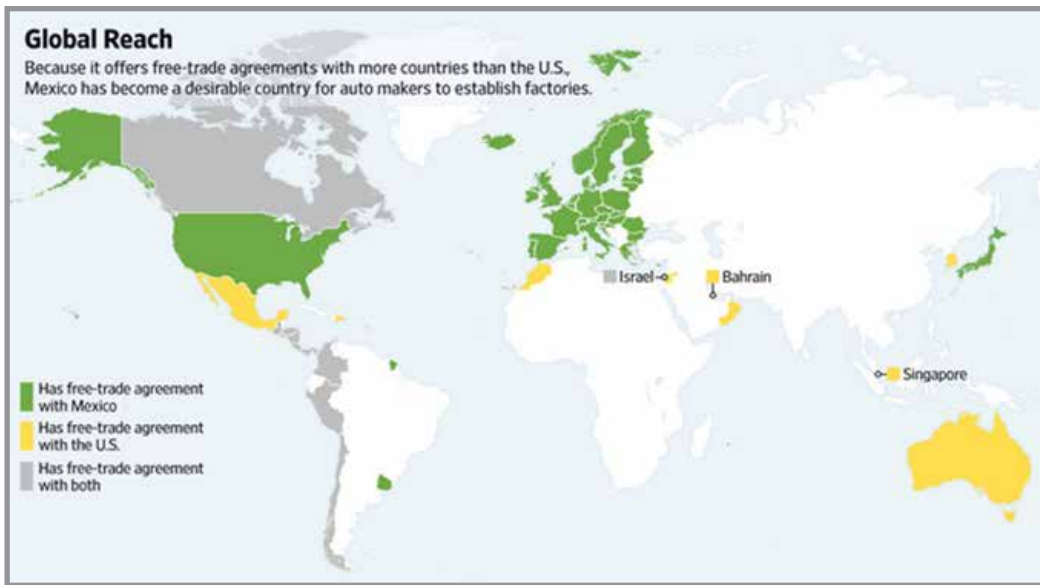 Global Reach
Because it offers free-trade agreements with more countries than the U.S.,
Mexico has become a desirable country for auto makers to establish factories.
Israel
Bahrain
Singapore
Has free-trade agreement
with Mexico
Has free-trade agreement
with the U.S.
Has free-trade agreement
with both